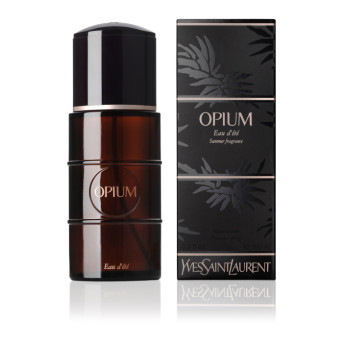 OPIUM
Eau d'été
OPIUM
Eau d'été
Summer fragrance
YVESSAINTLAURENT